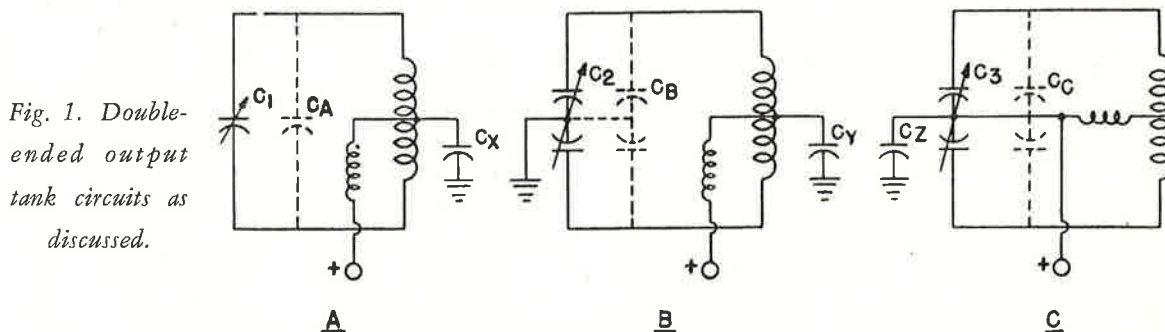 Fig. 1. Double-
ended output
tank circuits as
discussed.
C1
CA
CX
+
A
C2
CB
CY
+
B
C3
CC
CZ
+
C